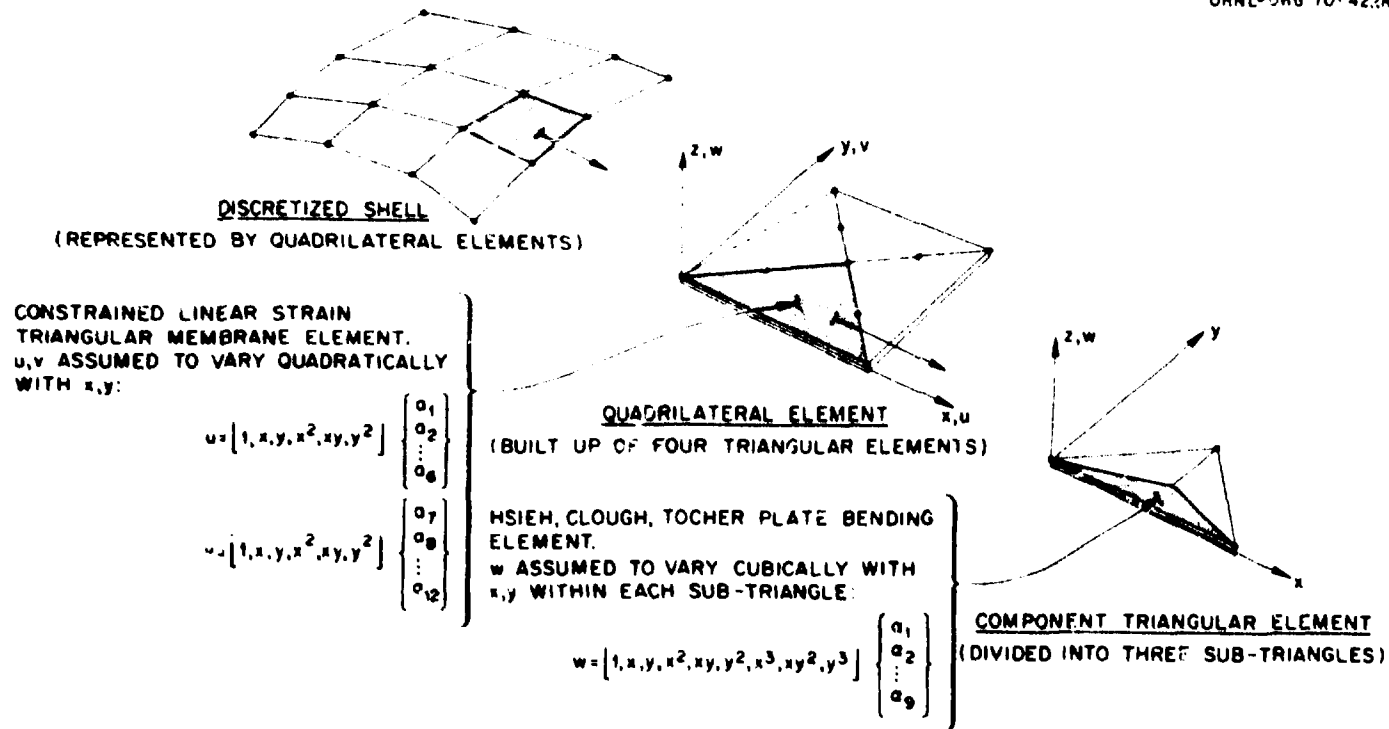 z,w
y,v
DISCRETIZED SHELL
(REPRESENTED BY QUADRILATERAL ELEMENTS)
CONSTRAINED LINEAR STRAIN
TRIANGULAR MEMBRANE ELEMENT.
u,v ASSUMED TO VARY QUADRATICALLY
WITH x,y:
u=⌊1,x,y,x²,xy,y²⌋ {a₁ a₂ ⋮ a₆}
⌊1,x,y,x²,xy,y²⌋ {a₇ a₈ ⋮ a₁₂}
x,u
QUADRILATERAL ELEMENT
(BUILT UP OF FOUR TRIANGULAR ELEMENTS)
HSIEH, CLOUGH, TOCHER PLATE BENDING
ELEMENT.
w ASSUMED TO VARY CUBICALLY WITH
x,y WITHIN EACH SUB-TRIANGLE:
w=⌊1,x,y,x²,xy,y²,x³,xy²,y³⌋ {a₁ a₂ ⋮ a₉}
z,w
y
x
COMPONENT TRIANGULAR ELEMENT
(DIVIDED INTO THREE SUB-TRIANGLES)